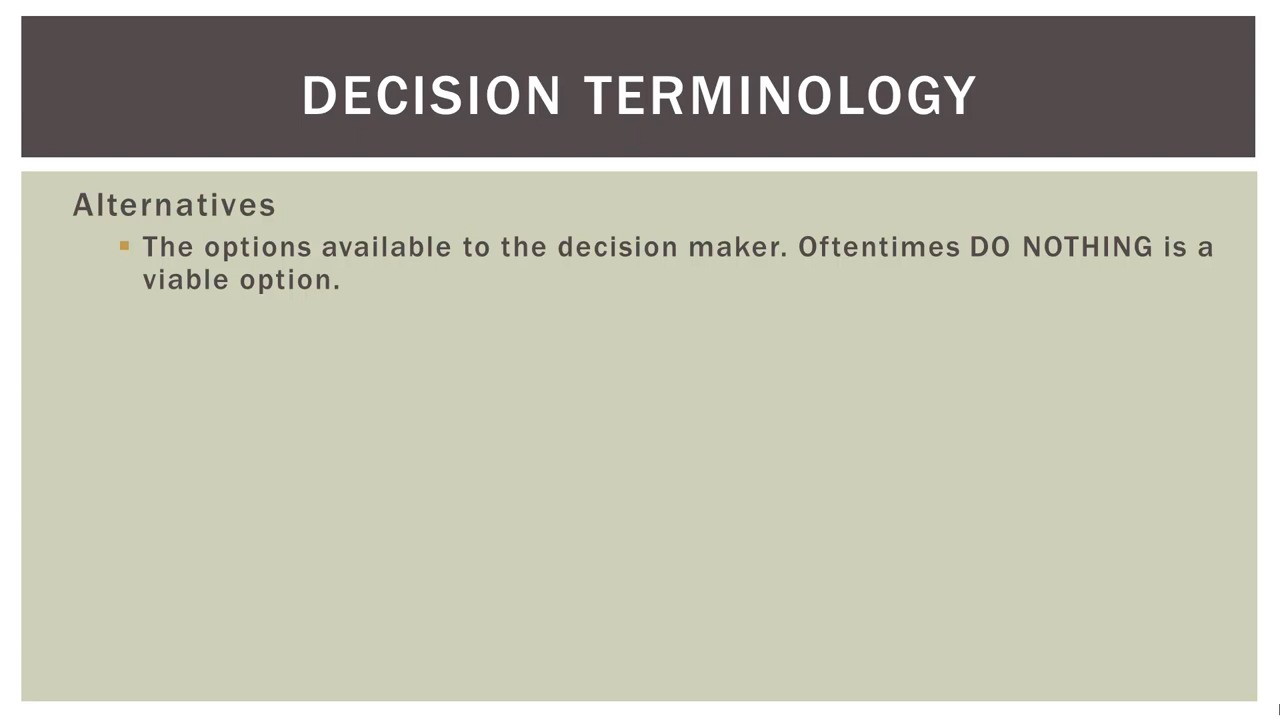 DECISION TERMINOLOGY
Alternatives
The options available to the decision maker. Oftentimes DO NOTHING is a
viable option.